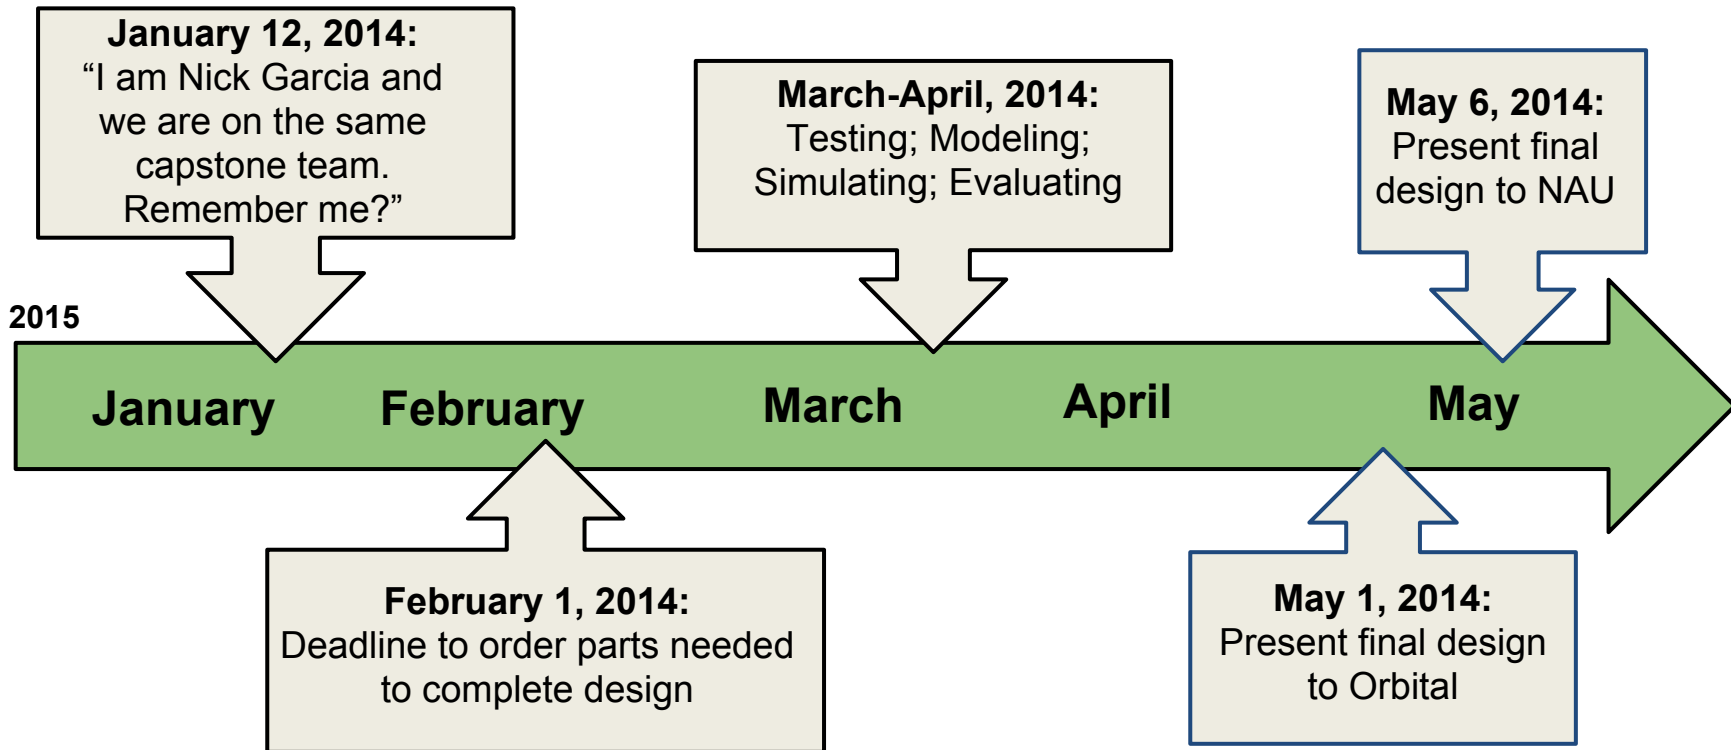 January 12, 2014:
“I am Nick Garcia and
we are on the same
capstone team.
Remember me?”
March-April, 2014:
Testing; Modeling;
Simulating; Evaluating
May 6, 2014:
Present final
design to NAU
2015
January
February
March
April
May
February 1, 2014:
Deadline to order parts needed
to complete design
May 1, 2014:
Present final design
to Orbital